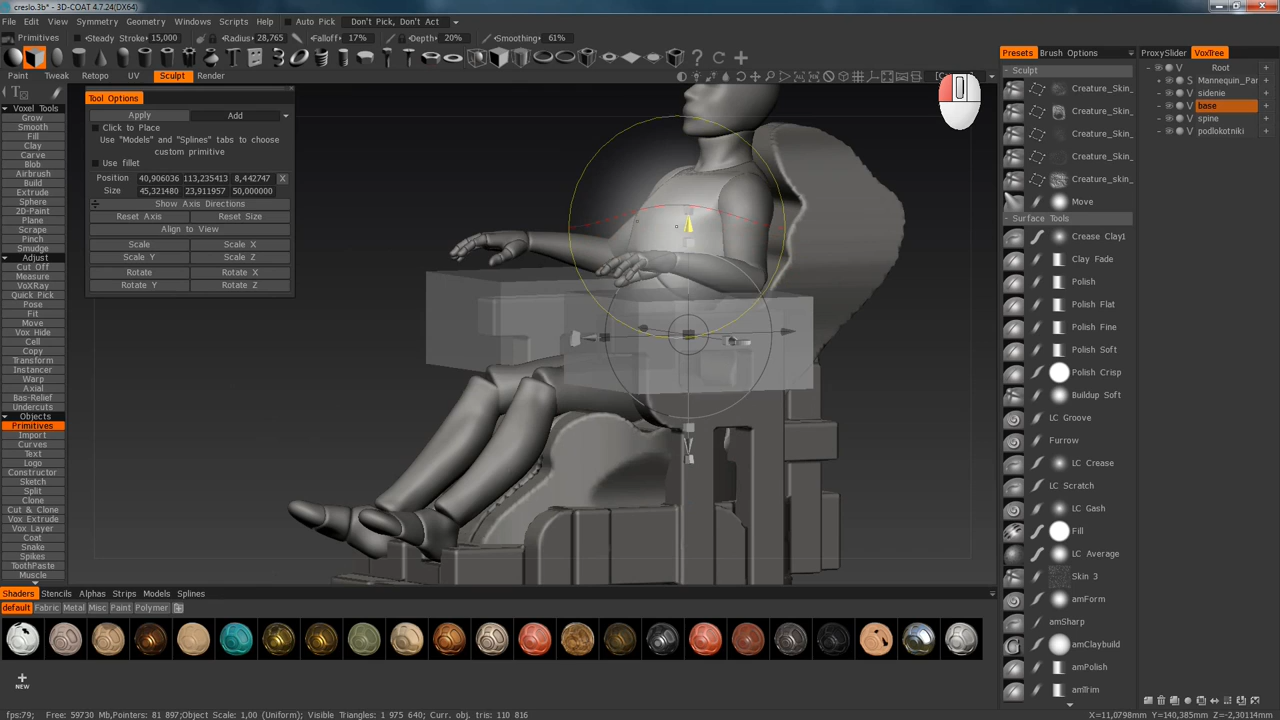 creslo.3b* - 3D-COAT 4.7.24(DX64)
File Edit View Symmetry Geometry Windows Scripts Help Auto Pick Don't Pick, Don't Act
Primitives Steady Stroke: 15,000 Radius: 28,765 Falloff: 17% Depth: 20% Smoothing: 61%
Paint Tweak Retopo UV Sculpt Render
Voxel Tools
Grow
Smooth
Fill
Clay
Carve
Blob
Airbrush
Build
Extrude
Sphere
2D-Paint
Plane
Scrape
Pinch
Smudge
Adjust
Cut Off
Measure
VoXRay
Quick Pick
Pose
Fit
Move
Vox Hide
Cell
Copy
Transform
Instancer
Warp
Axial
Bas-Relief
Undercuts
Objects
Primitives
Import
Curves
Text
Logo
Constructor
Sketch
Split
Clone
Cut & Clone
Vox Extrude
Vox Layer
Coat
Snake
Spikes
ToothPaste
Muscle
Tool Options
Apply Add
Click to Place
Use "Models" and "Splines" tabs to choose
custom primitive
Use fillet
Position 40,906036 113,235413 8,442747 X
Size 45,321480 23,911957 50,000000
Show Axis Directions
Reset Axis Reset Size
Align to View
Scale Scale X
Scale Y Scale Z
Rotate Rotate X
Rotate Y Rotate Z
Presets Brush Options
Sculpt
Creature_Skin_
Creature_Skin_
Creature_Skin_
Creature_Skin_
Creature_skin_
Move
Surface Tools
Crease Clay1
Clay Fade
Polish
Polish Flat
Polish Fine
Polish Soft
Polish Crisp
Buildup Soft
LC Groove
Furrow
LC Crease
LC Scratch
LC Gash
Fill
LC Average
Skin 3
amForm
amSharp
amClaybuild
amPolish
amTrim
ProxySlider VoxTree
V Root
S Mannequin_Par
V sidenie
V base
V spine
V podlokotniki
Shaders Stencils Alphas Strips Models Splines
default Fabric Metal Misc Paint Polymer
NEW
fps:79; Free: 59730 Mb,Pointers: 81 897;Object Scale: 1,00 (Uniform); Visible Triangles: 1 975 640; Curr. obj. tris: 110 816 X=11,0798mm Y=140,385mm Z=-2,30114mm